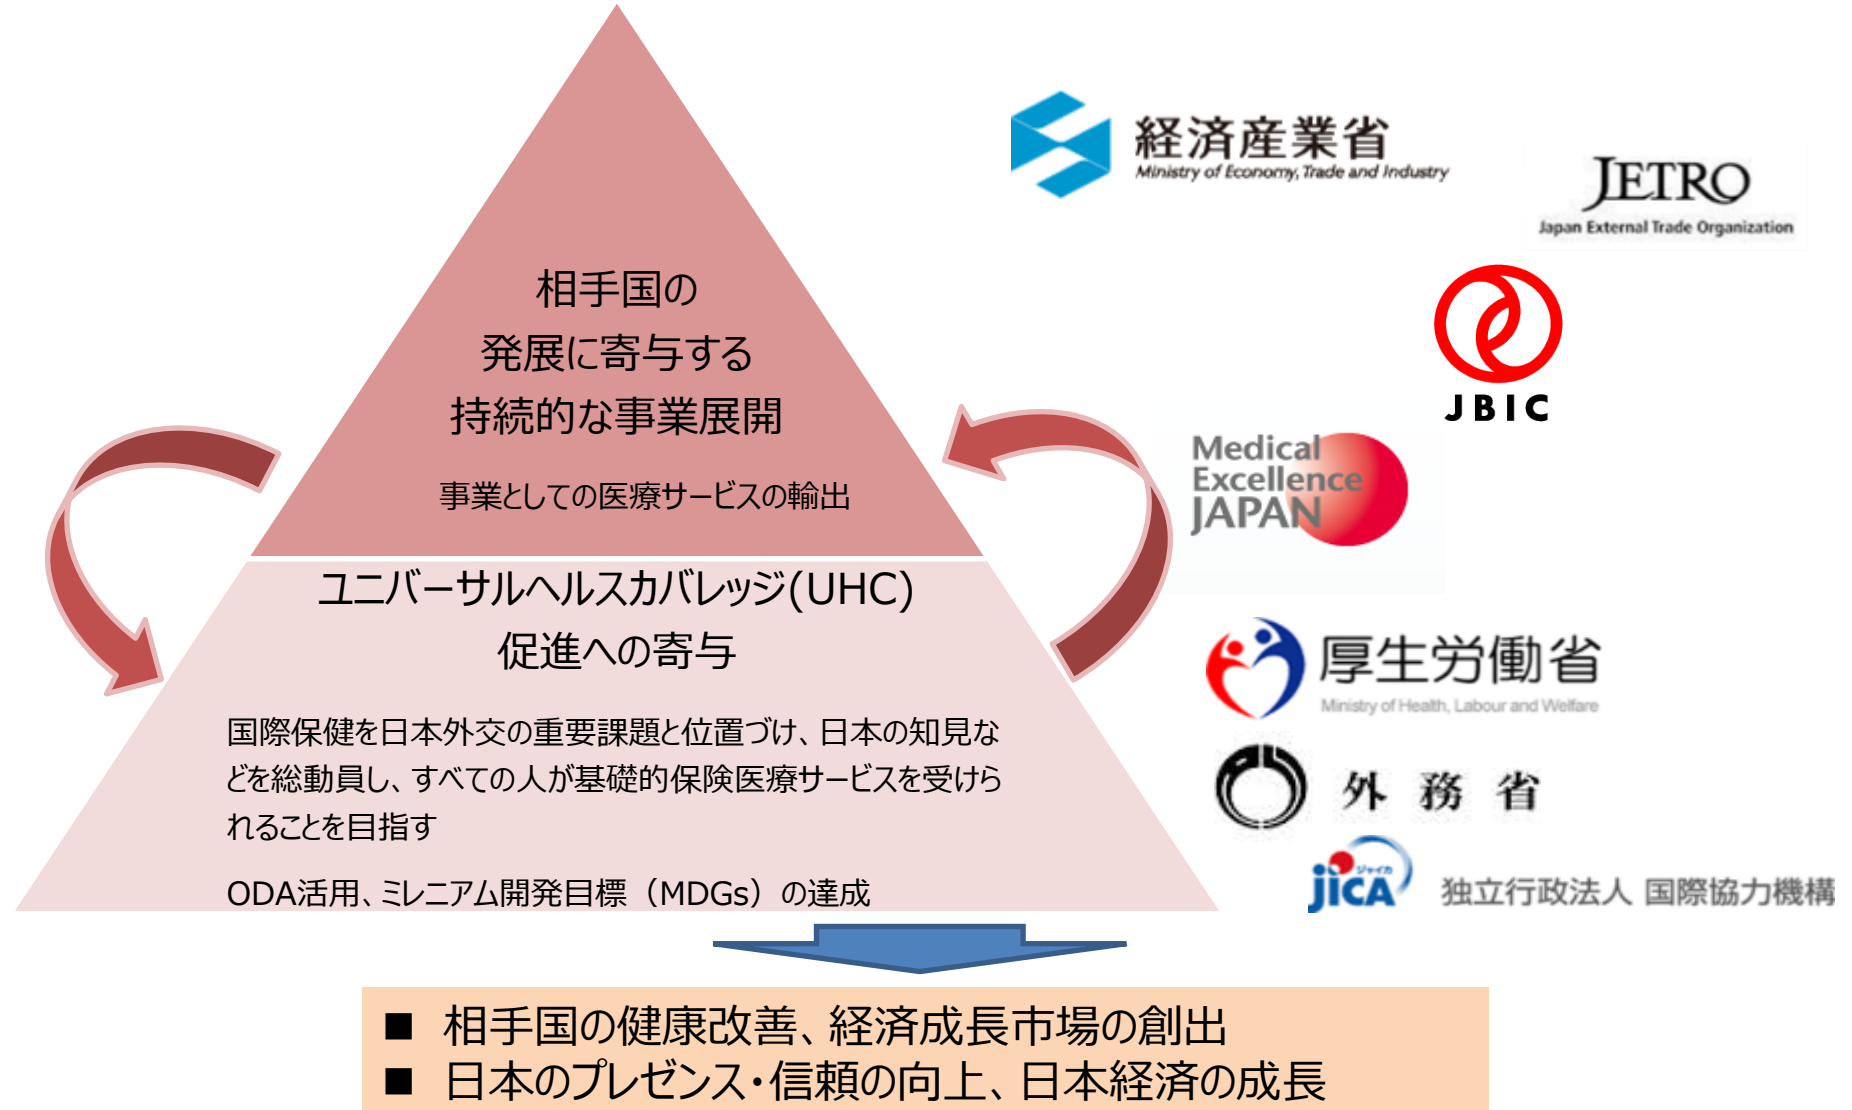 相手国の
発展に寄与する
持続的な事業展開
事業としての医療サービスの輸出
ユニバーサルヘルスカバレッジ(UHC)
促進への寄与
国際保健を日本外交の重要課題と位置づけ、日本の知見な
どを総動員し、すべての人が基礎的保険医療サービスを受けら
れることを目指す
ODA活用、ミレニアム開発目標（MDGs）の達成
経済産業省
Ministry of Economy, Trade and Industry
JETRO
Japan External Trade Organization
JBIC
Medical
Excellence
JAPAN
厚生労働省
Ministry of Health, Labour and Welfare
外務省
ジャイカ
jICA
独立行政法人 国際協力機構
■ 相手国の健康改善、経済成長市場の創出
■ 日本のプレゼンス・信頼の向上、日本経済の成長